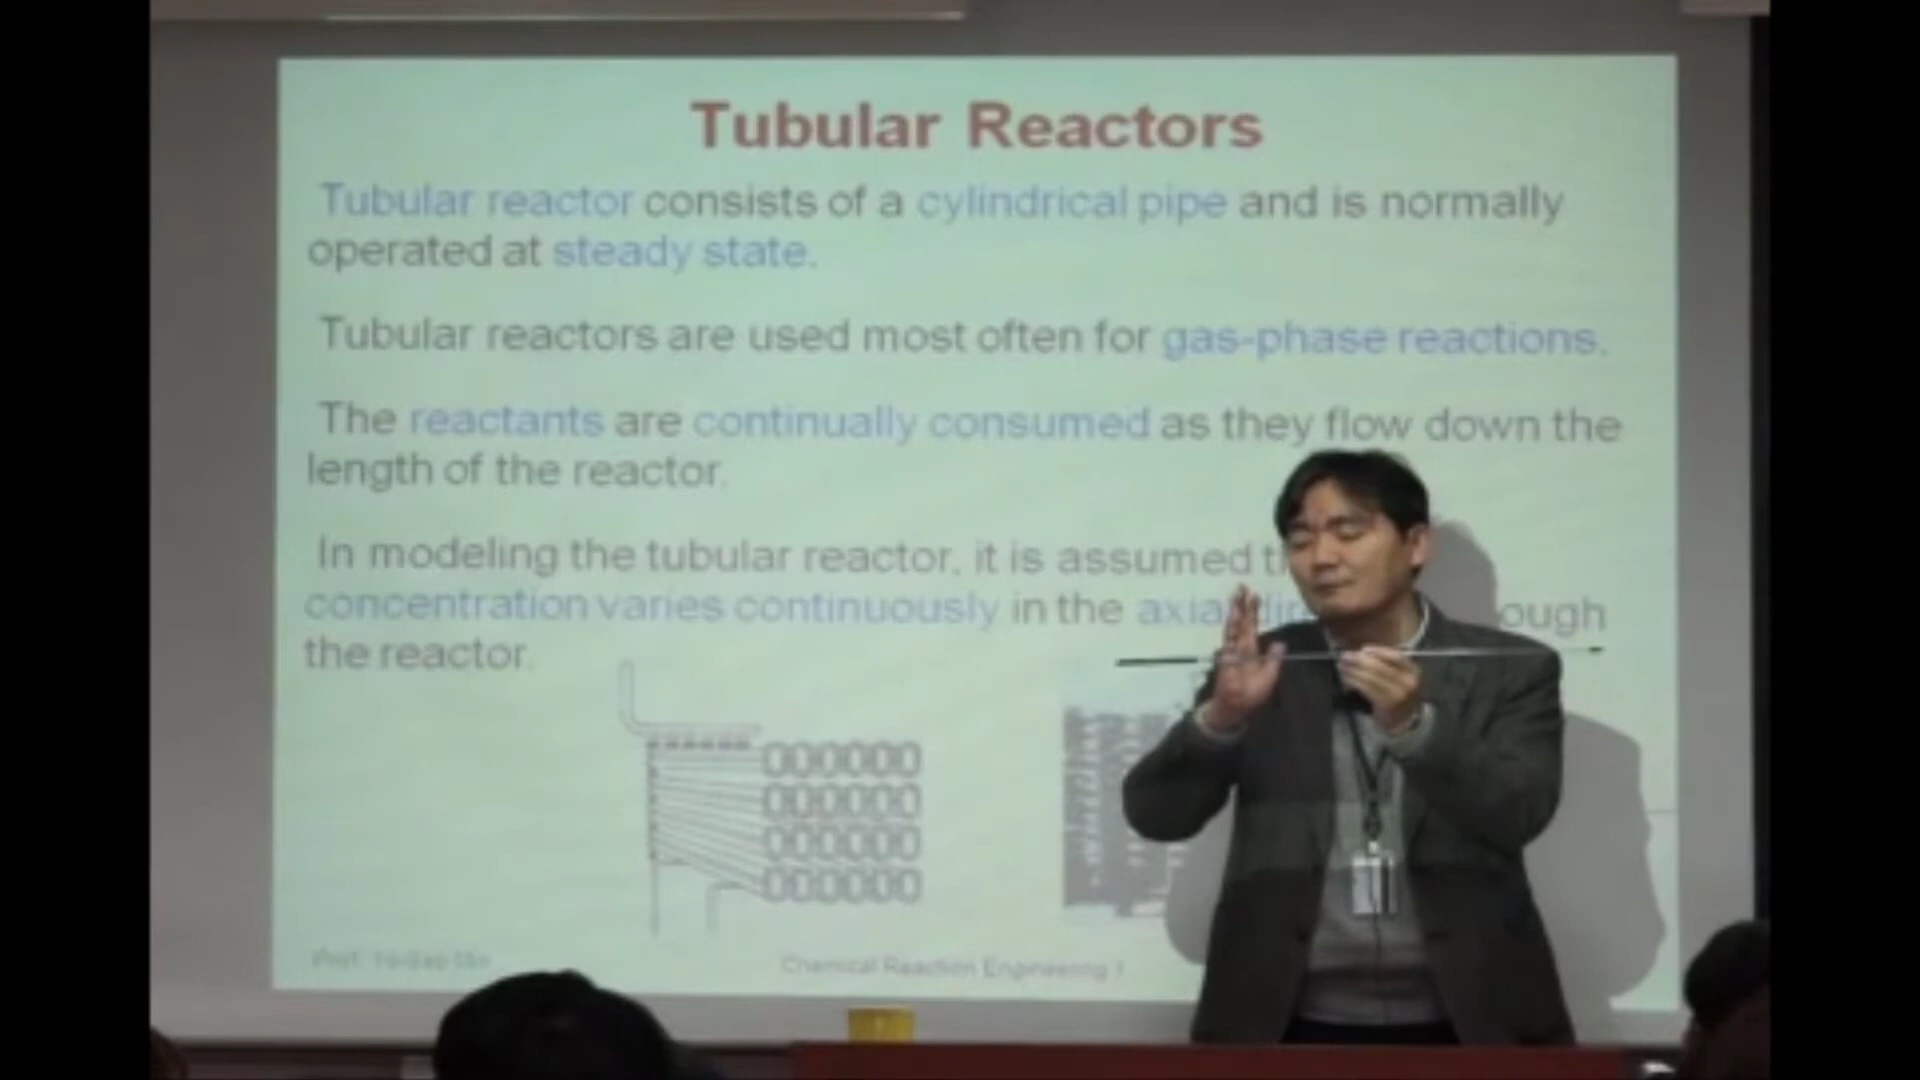 Tubular Reactors
Tubular reactor consists of a cylindrical pipe and is normally
operated at steady state.
Tubular reactors are used most often for gas-phase reactions.
The reactants are continually consumed as they flow down the
length of the reactor.
In modeling the tubular reactor, it is assumed
concentration varies continuously in the
the reactor.
Chemical Reaction Engineering 1